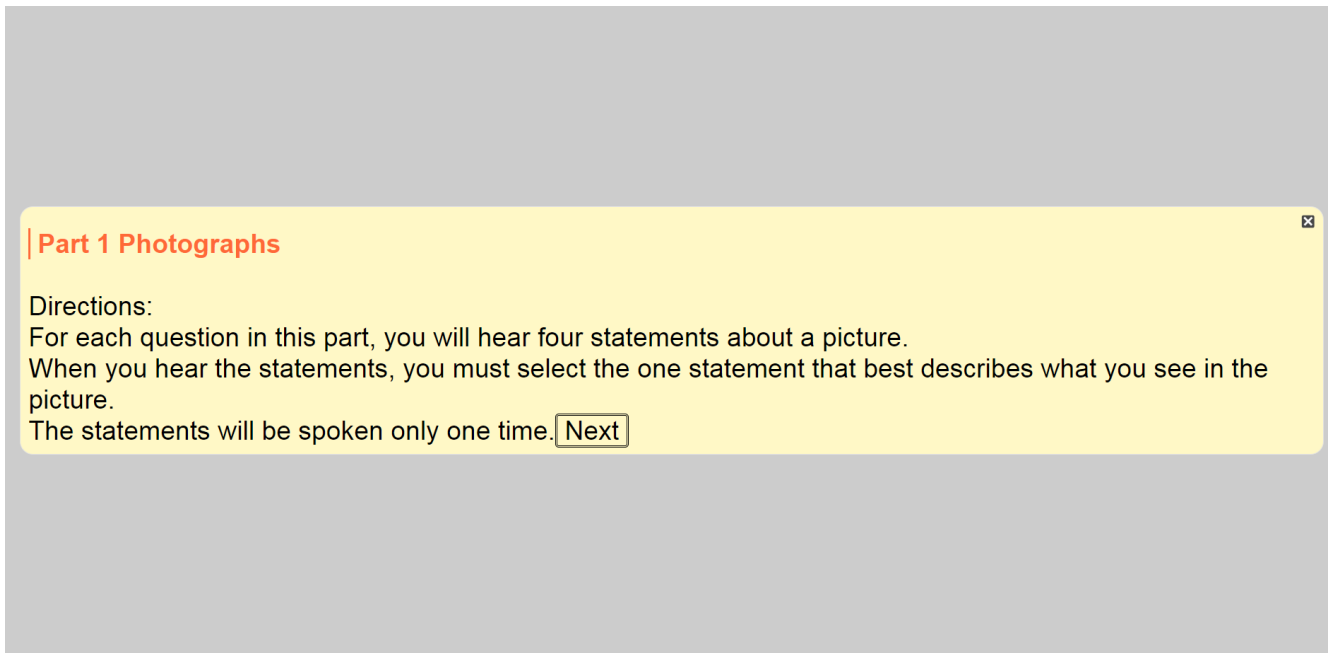 Part 1 Photographs
Directions:
For each question in this part, you will hear four statements about a picture.
When you hear the statements, you must select the one statement that best describes what you see in the
picture.
The statements will be spoken only one time. Next